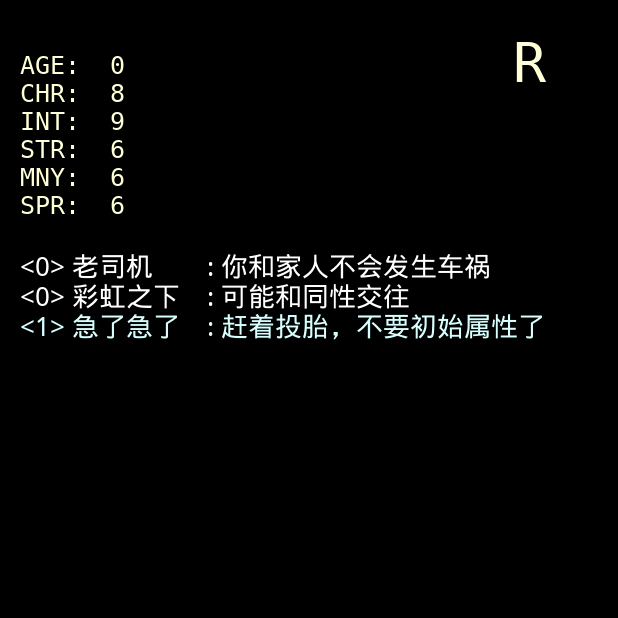 R
AGE: 0
CHR: 8
INT: 9
STR: 6
MNY: 6
SPR: 6
<0> 老司机 : 你和家人不会发生车祸
<0> 彩虹之下 : 可能和同性交往
<1> 急了急了 : 赶着投胎，不要初始属性了